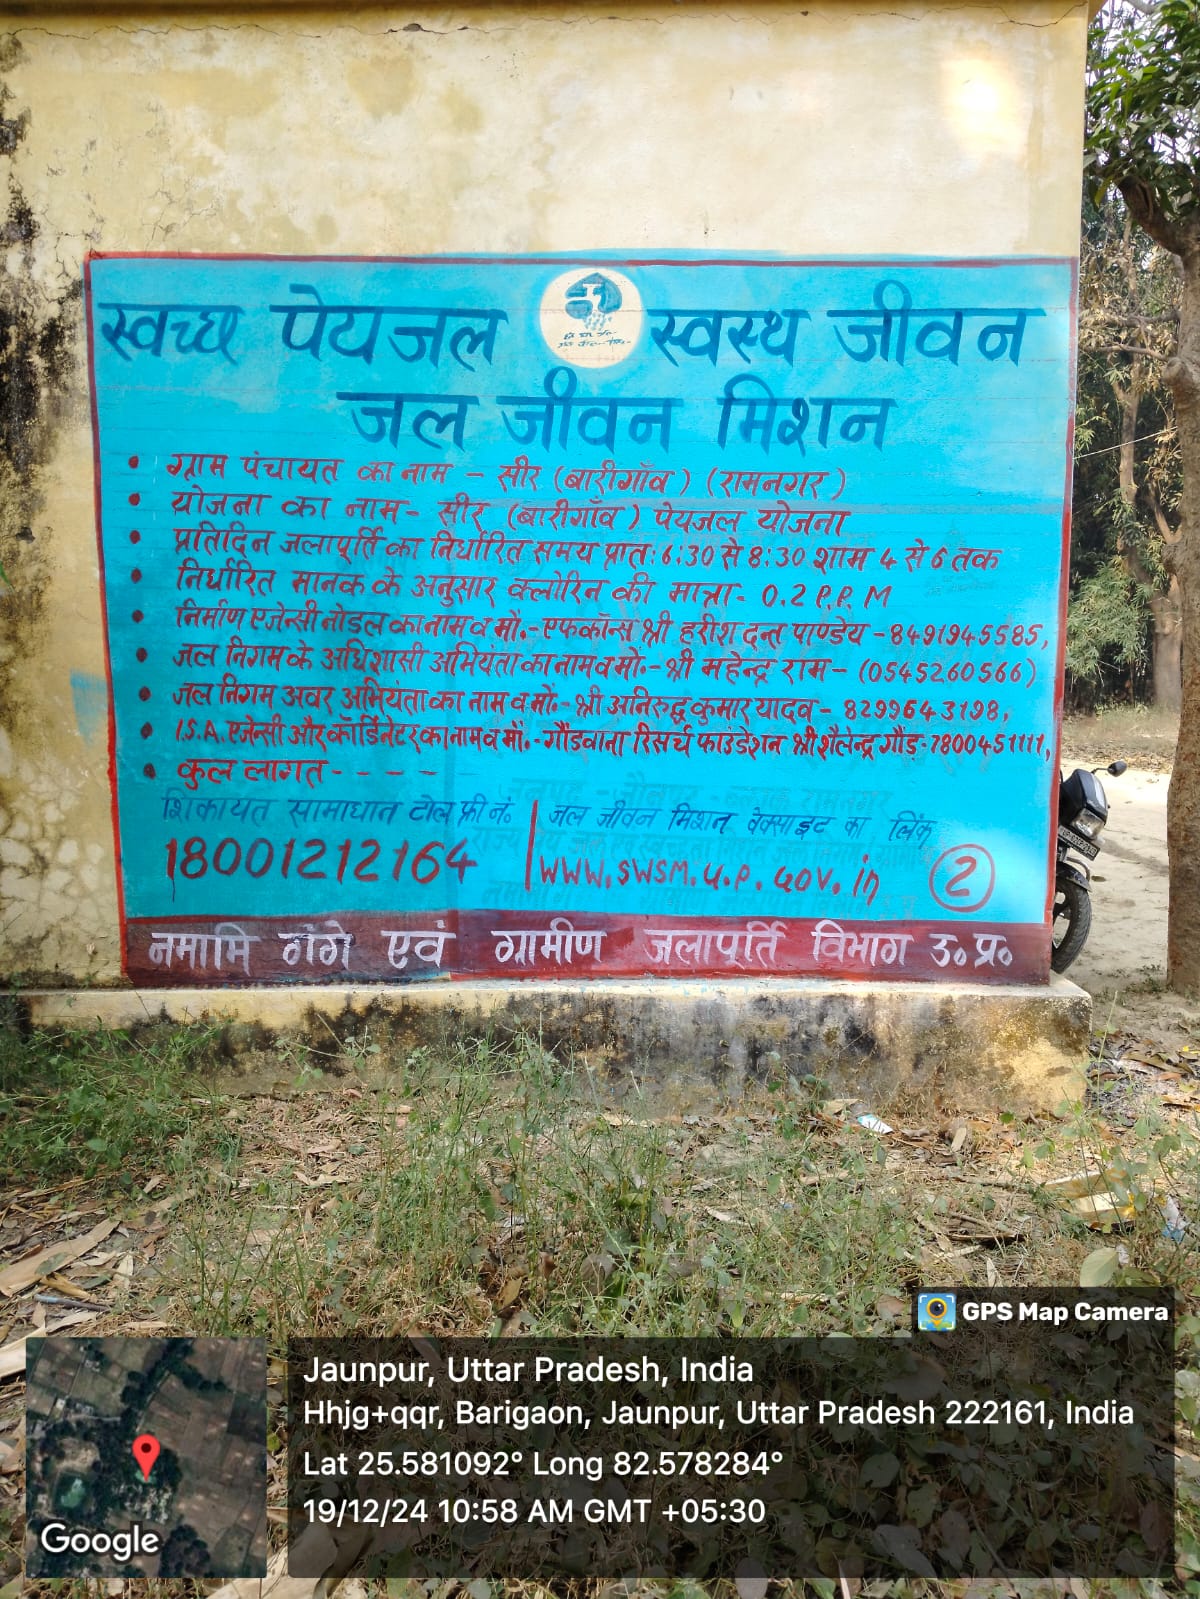 स्वच्छ पेयजल स्वस्थ जीवन
जल जीवन मिशन
• ग्राम पंचायत का नाम - सीर (बारीगाँव) (रामनगर)
• योजना का नाम- सीर (बारीगाँव) पेयजल योजना
• प्रतिदिन जलापूर्ति का निर्धारित समय प्रात: 6:30 से 8:30 शाम 4 से 6 तक
• निर्धारित मानक के अनुसार क्लोरिन की मात्रा- 0.2 P.P.M
• निर्माण एजेन्सी नोडल का नाम व मौ.- एफकॉन्स श्री हरीश दन्त पाण्डेय - 8491945585,
• जल निगम के अधिशासी अभियंता का नाम व मो.- श्री महेन्द्र राम- (0545260566)
• जल निगम अवर अभियंता का नाम व मों.- श्री अनिरुद्ध कुमार यादव- 8299643198,
• I.S.A. एजेन्सी और कॉर्डिनेटर का नाम व मौं.- गौंडवाना रिसर्च फाउंडेशन श्री शैलेन्द्र गौंड- 7800451111,
• कुल लागत- - - - -
शिकायत सामाधात टोल फ्री नं. | जल जीवन मिशन वेक्साइट का लिंक
18001212164 | www.swsm.u.p.gov.in 2
नमामि गंगे एवं ग्रामीण जलापूर्ति विभाग उ॰ प्र॰
GPS Map Camera
Jaunpur, Uttar Pradesh, India
Hhjg+qqr, Barigaon, Jaunpur, Uttar Pradesh 222161, India
Lat 25.581092° Long 82.578284°
19/12/24 10:58 AM GMT +05:30
Google